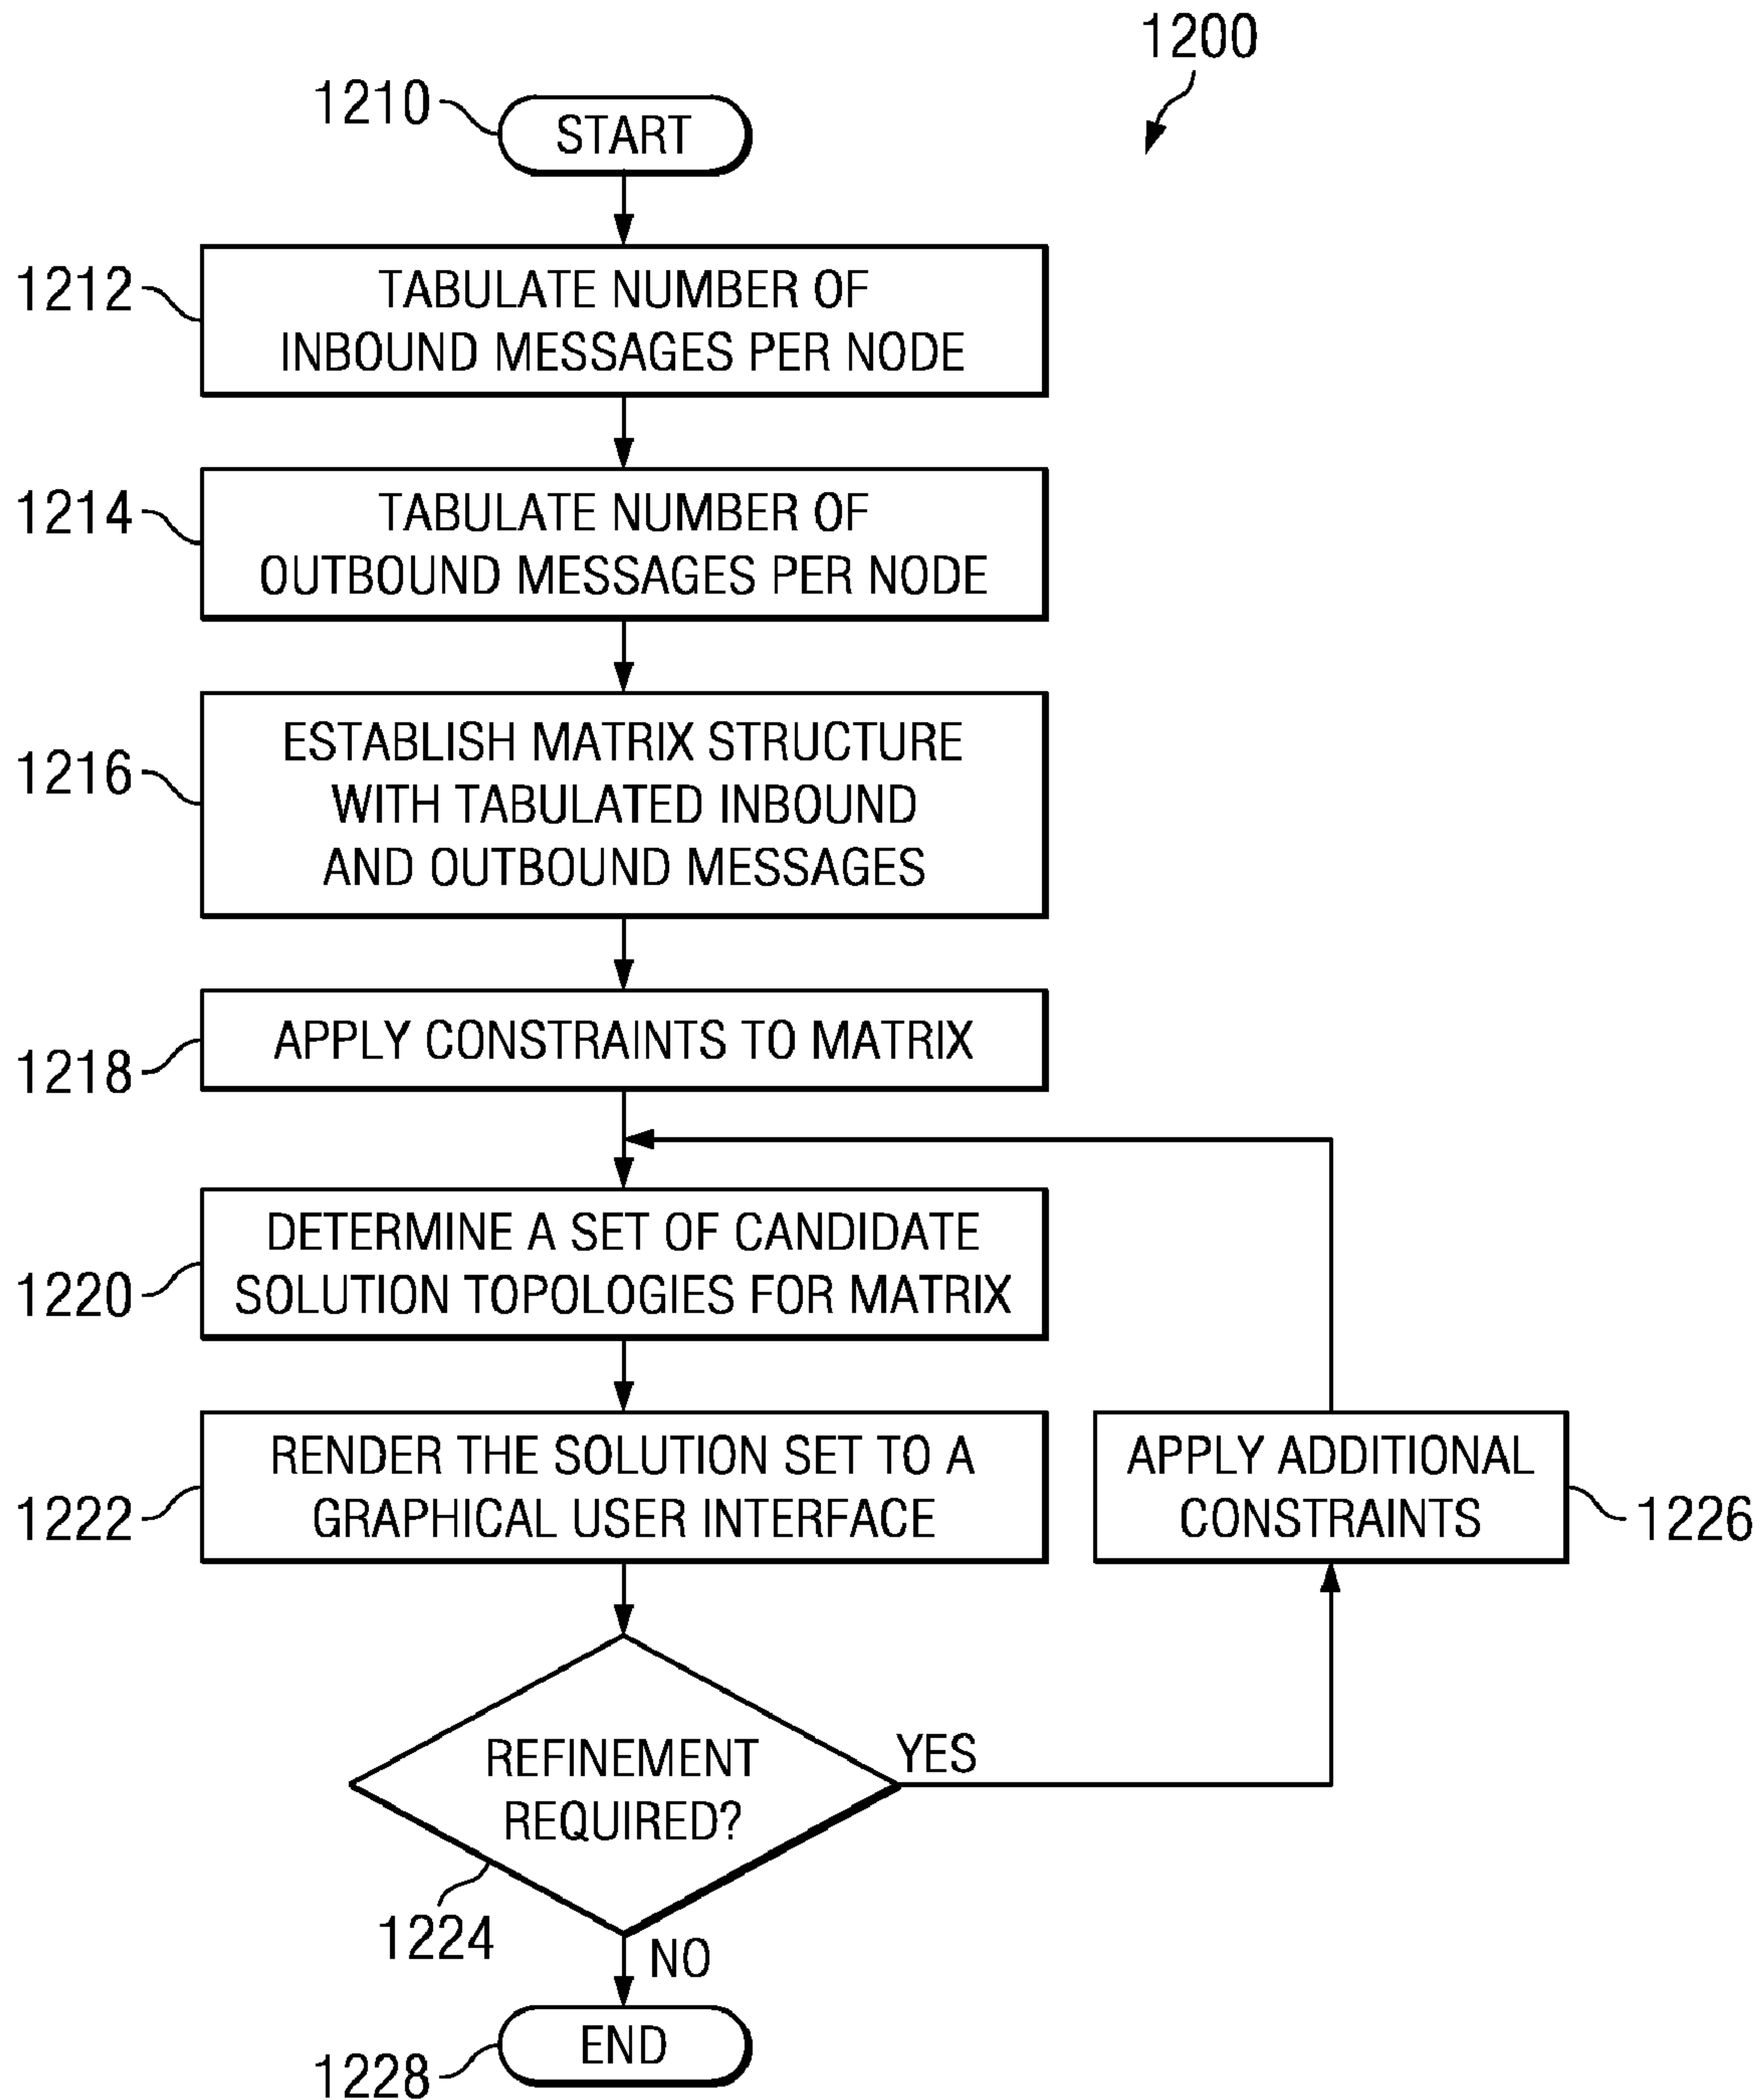 1200
1210
START
1212
TABULATE NUMBER OF
INBOUND MESSAGES PER NODE
1214
TABULATE NUMBER OF
OUTBOUND MESSAGES PER NODE
1216
ESTABLISH MATRIX STRUCTURE
WITH TABULATED INBOUND
AND OUTBOUND MESSAGES
1218
APPLY CONSTRAINTS TO MATRIX
1220
DETERMINE A SET OF CANDIDATE
SOLUTION TOPOLOGIES FOR MATRIX
1222
RENDER THE SOLUTION SET TO A
GRAPHICAL USER INTERFACE
APPLY ADDITIONAL
CONSTRAINTS
1226
REFINEMENT
REQUIRED?
YES
1224
NO
END
1228